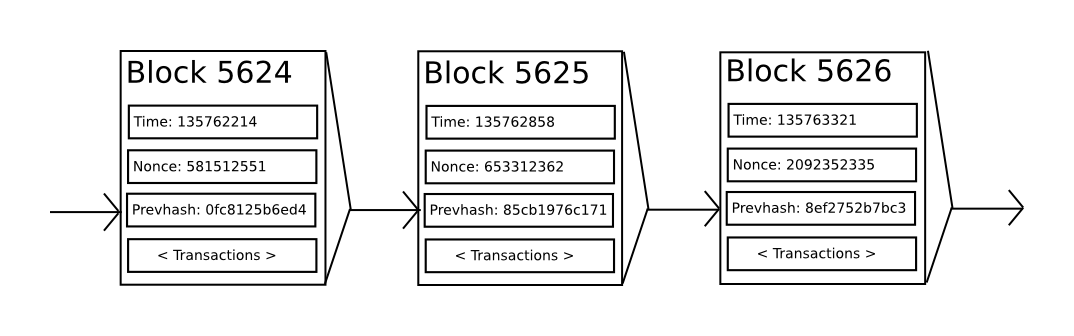 Block 5624
Time: 135762214
Nonce: 581512551
Prevhash: 0fc8125b6ed4
< Transactions >
Block 5625
Time: 135762858
Nonce: 653312362
Prevhash: 85cb1976c171
< Transactions >
Block 5626
Time: 135763321
Nonce: 2092352335
Prevhash: 8ef2752b7bc3
< Transactions >